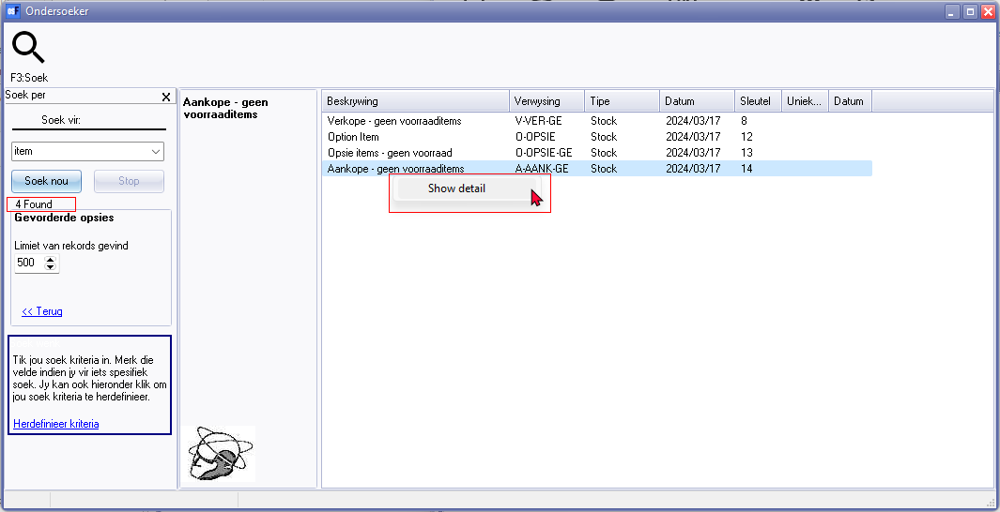 Ondersoeker
F3:Soek
Soek per
Soek vir:
item
Soek nou Stop
4 Found
Gevorderde opsies
Limiet van rekords gevind
500
<< Terug
Tik jou soek kriteria in. Merk die
velde indien jy vir iets spesifiek
soek. Jy kan ook hieronder klik om
jou soek kriteria te herdefinieer.
Herdefinieer kriteria
Aankope - geen
voorraaditems
Beskrywing Verwysing Tipe Datum Sleutel Uniek... Datum
Verkope - geen voorraaditems V-VER-GE Stock 2024/03/17 8
Option Item O-OPSIE Stock 2024/03/17 12
Opsie items - geen voorraad O-OPSIE-GE Stock 2024/03/17 13
Aankope - geen voorraaditems A-AANK-GE Stock 2024/03/17 14
Show detail